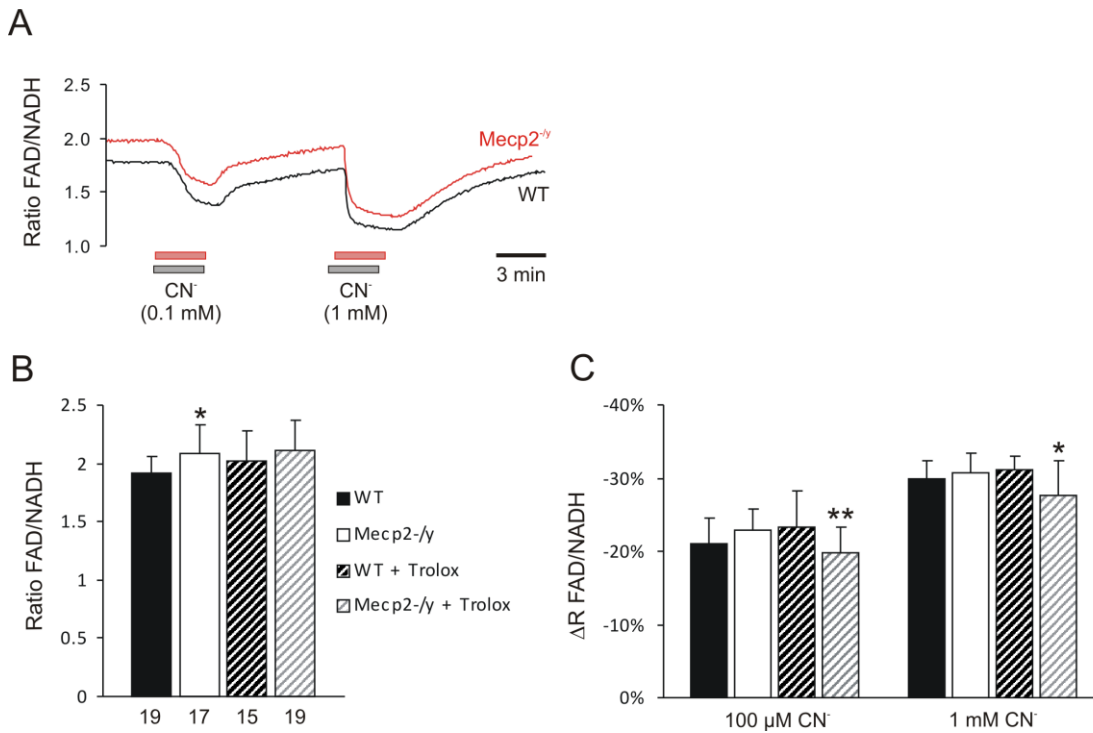 A
Ratio FAD/NADH
2.5
2.0
1.5
1.0
Mecp2-/y
WT
CN-
(0.1 mM)
CN-
(1 mM)
3 min
B
Ratio FAD/NADH
2.5
2
1.5
1
0.5
0
*
19 17 15 19
WT
Mecp2-/y
WT + Trolox
Mecp2-/y + Trolox
C
ΔR FAD/NADH
-40%
-30%
-20%
-10%
0%
**
*
100 µM CN-
1 mM CN-